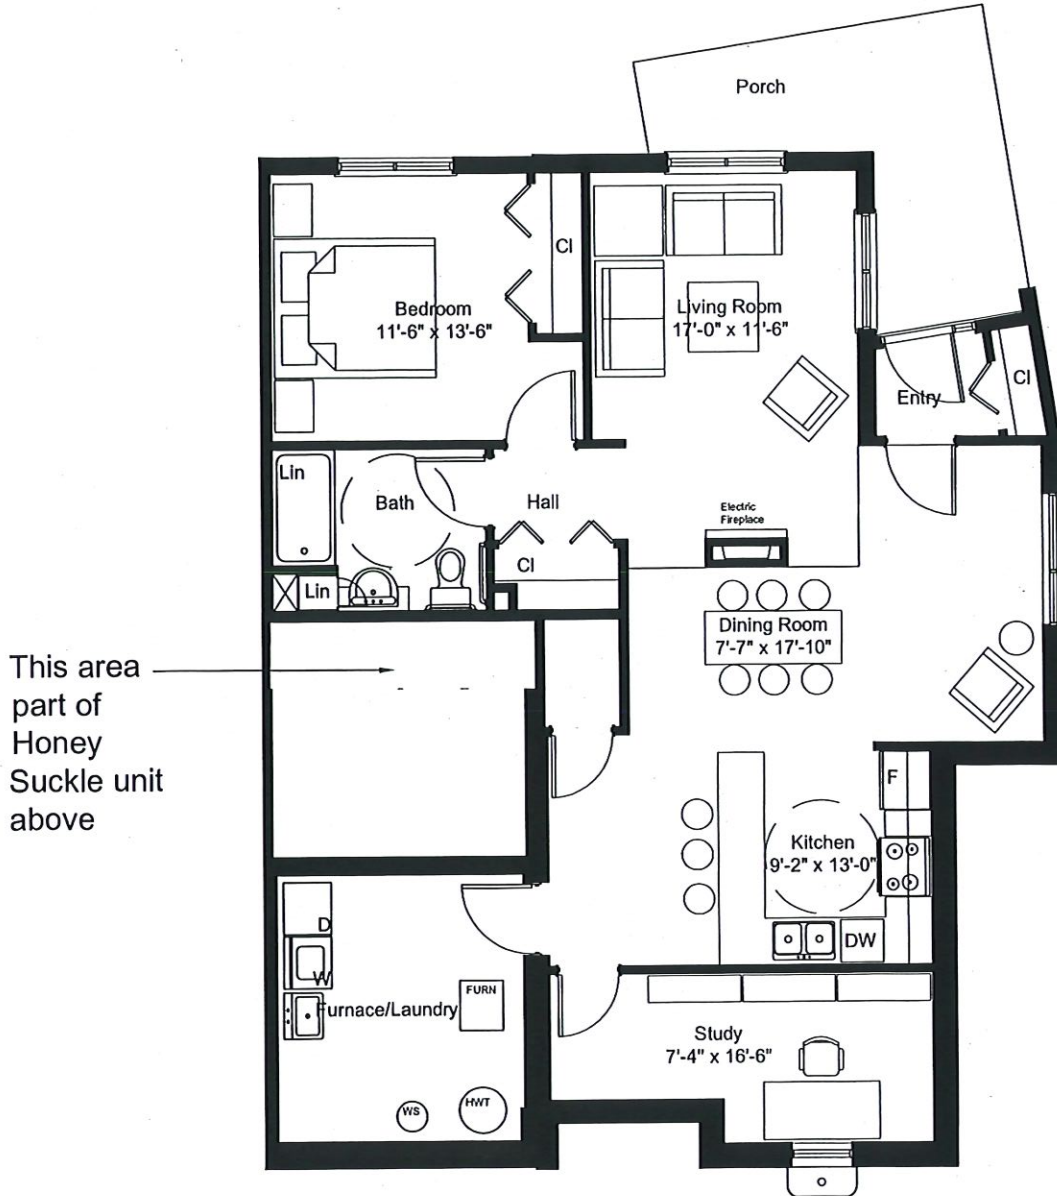 Porch
Cl
Bedroom
11'-6" x 13'-6"
Living Room
17'-0" x 11'-6"
Cl
Entry
Lin
Bath
Hall
Electric
Fireplace
Cl
Lin
Dining Room
7'-7" x 17'-10"
This area
part of
Honey
Suckle unit
above
F
Kitchen
9'-2" x 13'-0"
DW
D
W
FURN
Furnace/Laundry
Study
7'-4" x 16'-6"
WS
HWT